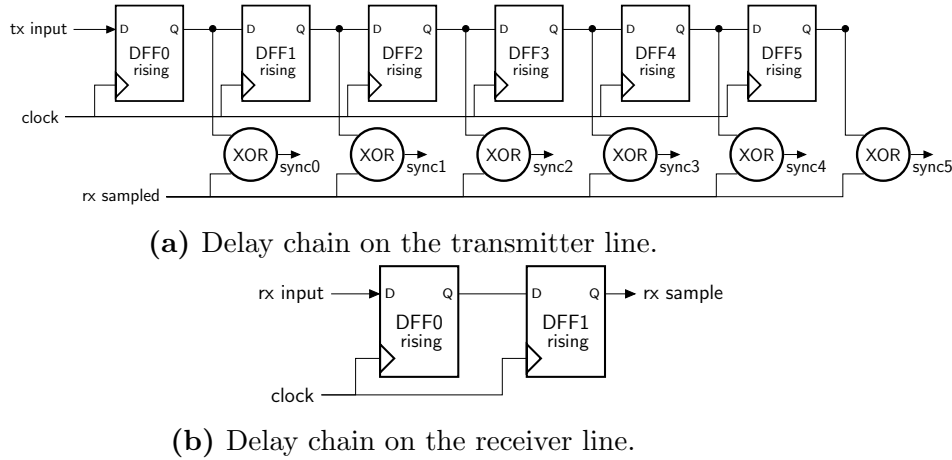 tx input D Q D Q D Q D Q D Q D Q
DFF0 DFF1 DFF2 DFF3 DFF4 DFF5
rising rising rising rising rising rising
clock
XOR XOR XOR XOR XOR XOR
sync0 sync1 sync2 sync3 sync4 sync5
rx sampled
(a) Delay chain on the transmitter line.
rx input D Q D Q rx sample
DFF0 DFF1
rising rising
clock
(b) Delay chain on the receiver line.